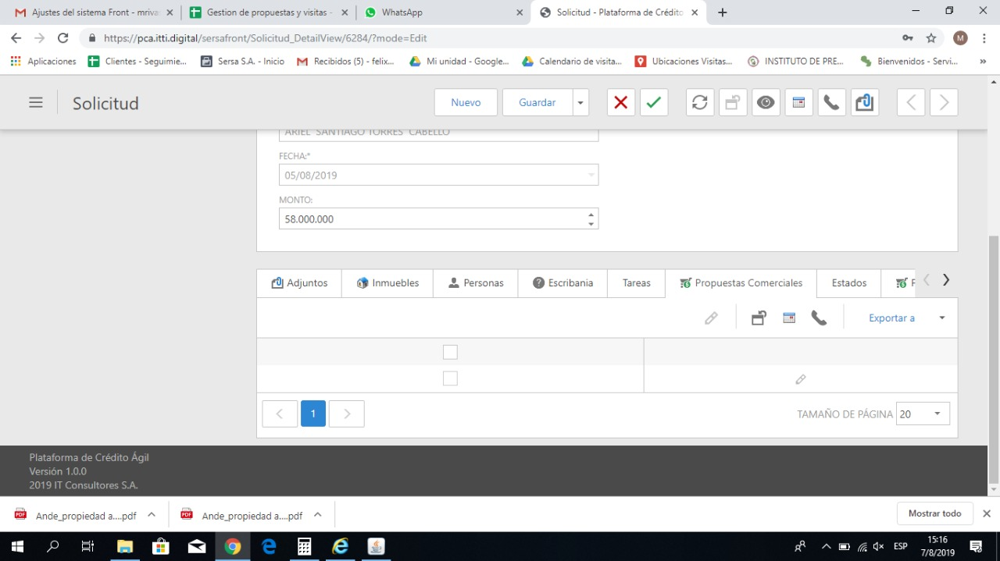 Ajustes del sistema Front - mriva
Gestion de propuestas y visitas -
WhatsApp
Solicitud - Plataforma de Crédito
https://pca.itti.digital/sersafront/Solicitud_DetailView/6284/?mode=Edit
M
Aplicaciones
Clientes - Seguimie...
Sersa S.A. - Inicio
Recibidos (5) - felix...
Mi unidad - Google...
Calendario de visita...
Ubicaciones Visitas...
INSTITUTO DE PRE...
Bienvenidos - Servi...
Solicitud
Nuevo
Guardar
ARIEL SANTIAGO TORRES CABELLO
FECHA:*
05/08/2019
MONTO:
58.000.000
Adjuntos
Inmuebles
Personas
Escribania
Tareas
Propuestas Comerciales
Estados
Exportar a
1
TAMAÑO DE PÁGINA 20
Plataforma de Crédito Ágil
Versión 1.0.0
2019 IT Consultores S.A.
Ande_propiedad a....pdf
Ande_propiedad a....pdf
Mostrar todo
ESP
15:16
7/8/2019